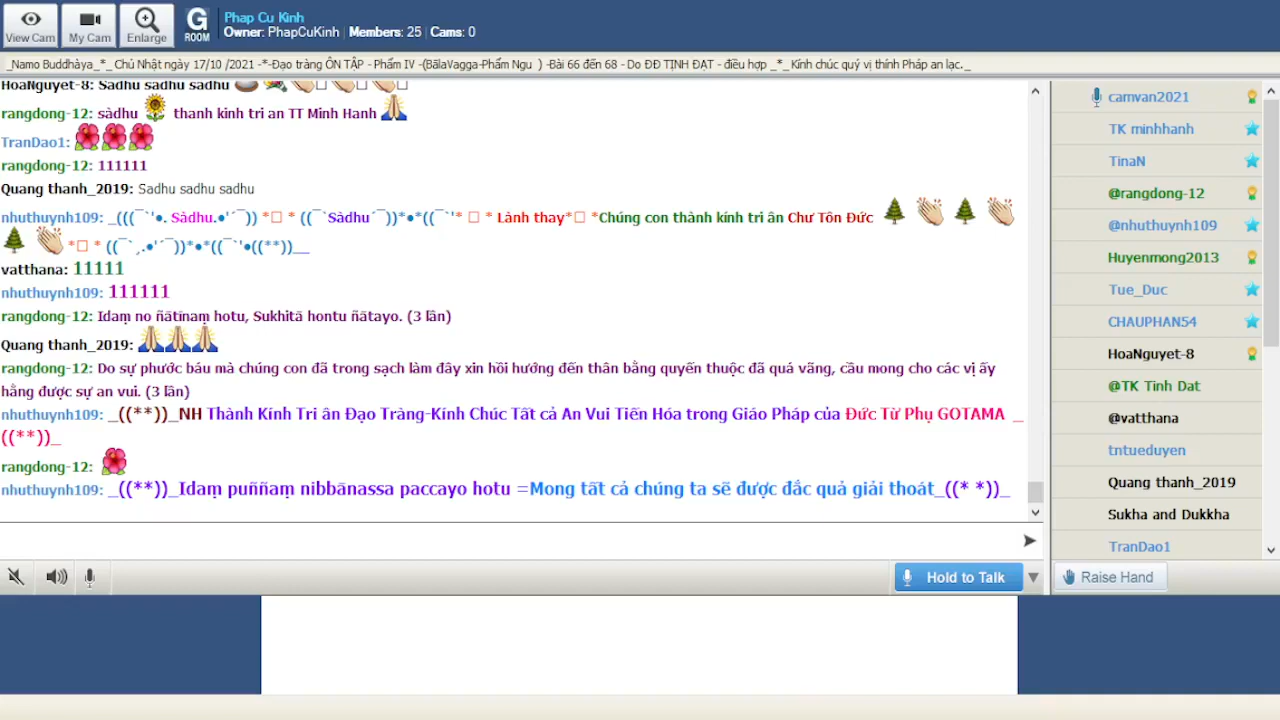 View Cam
My Cam
Enlarge
G
ROOM
Phap Cu Kinh
Owner: PhapCuKinh | Members: 25 | Cams: 0
_Namo Buddhàya_*_ Chủ Nhật ngày 17/10 /2021 -*-Đạo tràng ÔN TẬP - Phẩm IV -(BãlaVagga-Phẩm Ngu ) -Bài 66 đến 68 - Do ĐĐ TỊNH ĐẠT - điều hợp _*_Kính chúc quý vị thính Pháp an lạc._
HoaNguyet-8: Sadhu sadhu sadhu
rangdong-12: sàdhu thanh kinh tri an TT Minh Hanh
TranDao1:
rangdong-12: 111111
Quang thanh_2019: Sadhu sadhu sadhu
nhuthuynh109: _(((¯`'●. Sàdhu.●'´¯)) *▯ * ((¯`Sàdhu´¯))*●*((¯`'* ▯ * Lành thay*▯ *Chúng con thành kính tri ân Chư Tôn Đức
*▯ * ((¯`¸.●'´¯))*●*((¯`'●((**))__
vatthana: 11111
nhuthuynh109: 111111
rangdong-12: Idaṃ no ñātīnaṃ hotu, Sukhitā hontu ñātayo. (3 lần)
Quang thanh_2019:
rangdong-12: Do sự phước báu mà chúng con đã trong sạch làm đây xin hồi hướng đến thân bằng quyến thuộc đã quá vãng, cầu mong cho các vị ấy
hằng được sự an vui. (3 lần)
nhuthuynh109: _((**))_NH Thành Kính Tri ân Đạo Tràng-Kính Chúc Tất cả An Vui Tiến Hóa trong Giáo Pháp của Đức Từ Phụ GOTAMA _
((**))_
rangdong-12:
nhuthuynh109: _((**))_Idaṃ puññaṃ nibbānassa paccayo hotu =Mong tất cả chúng ta sẽ được đắc quả giải thoát_((* *))_
Hold to Talk
camvan2021
TK minhhanh
TinaN
@rangdong-12
@nhuthuynh109
Huyenmong2013
Tue_Duc
CHAUPHAN54
HoaNguyet-8
@TK Tinh Dat
@vatthana
tntueduyen
Quang thanh_2019
Sukha and Dukkha
TranDao1
Raise Hand